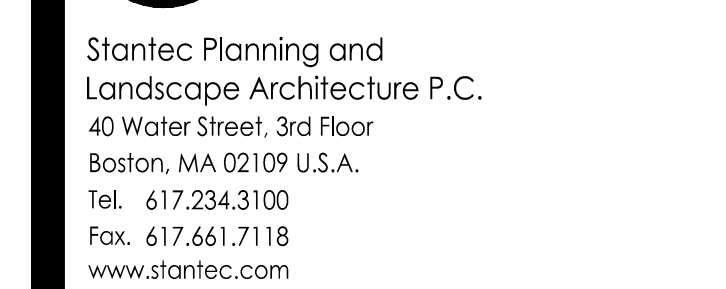 Stantec Planning and
Landscape Architecture P.C.
40 Water Street, 3rd Floor
Boston, MA 02109 U.S.A.
Tel. 617.234.3100
Fax. 617.661.7118
www.stantec.com